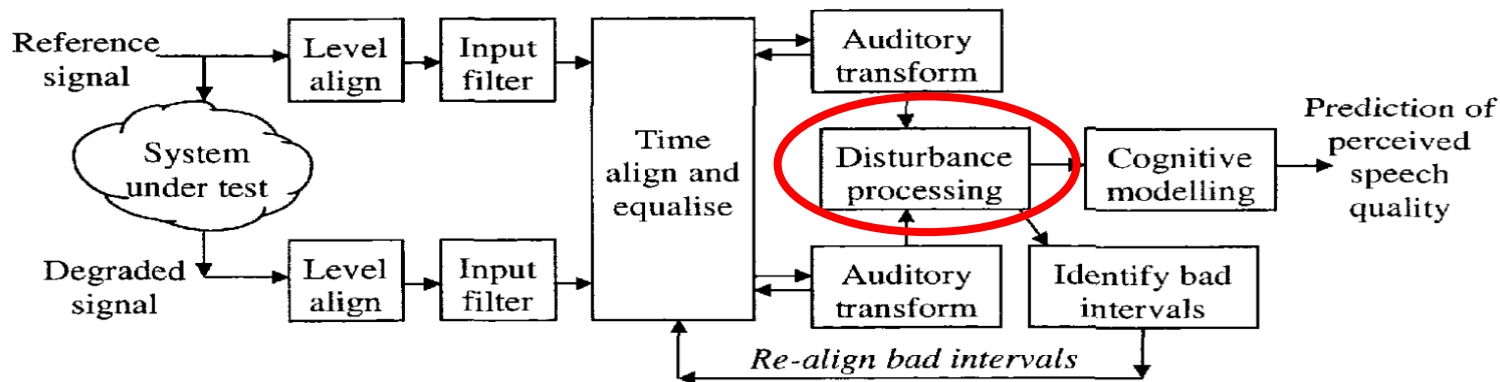 Reference
signal
Level
align
Input
filter
Time
align and
equalise
Auditory
transform
System
under test
Disturbance
processing
Cognitive
modelling
Prediction of
perceived
speech
quality
Degraded
signal
Level
align
Input
filter
Auditory
transform
Identify bad
intervals
Re-align bad intervals